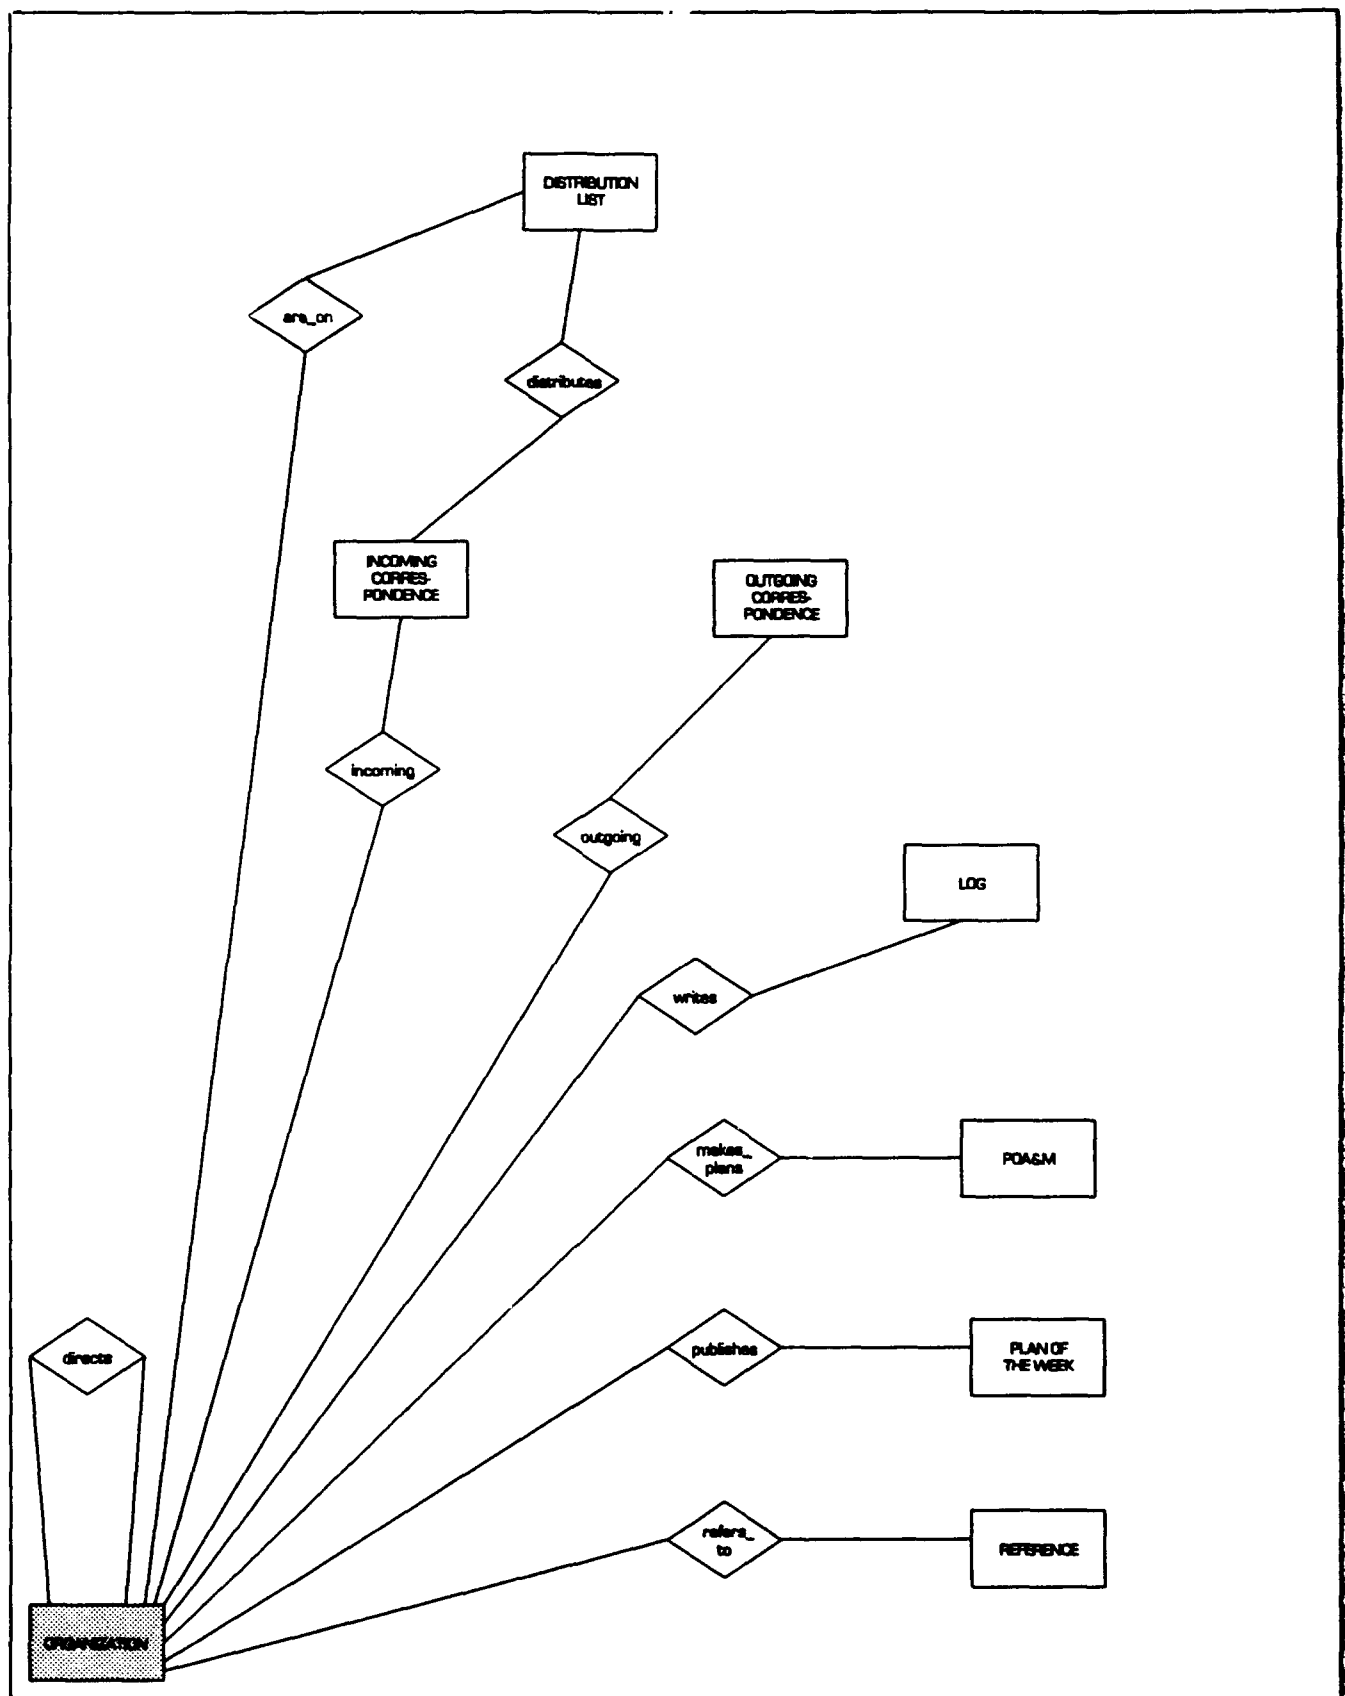 DISTRIBUTION
LIST
are_on
distributes
INCOMING
CORRES-
PONDENCE
OUTGOING
CORRES-
PONDENCE
incoming
outgoing
LOG
writes
makes_
plans
POA&M
directs
publishes
PLAN OF
THE WEEK
refers_
to
REFERENCE
ORGANIZATION